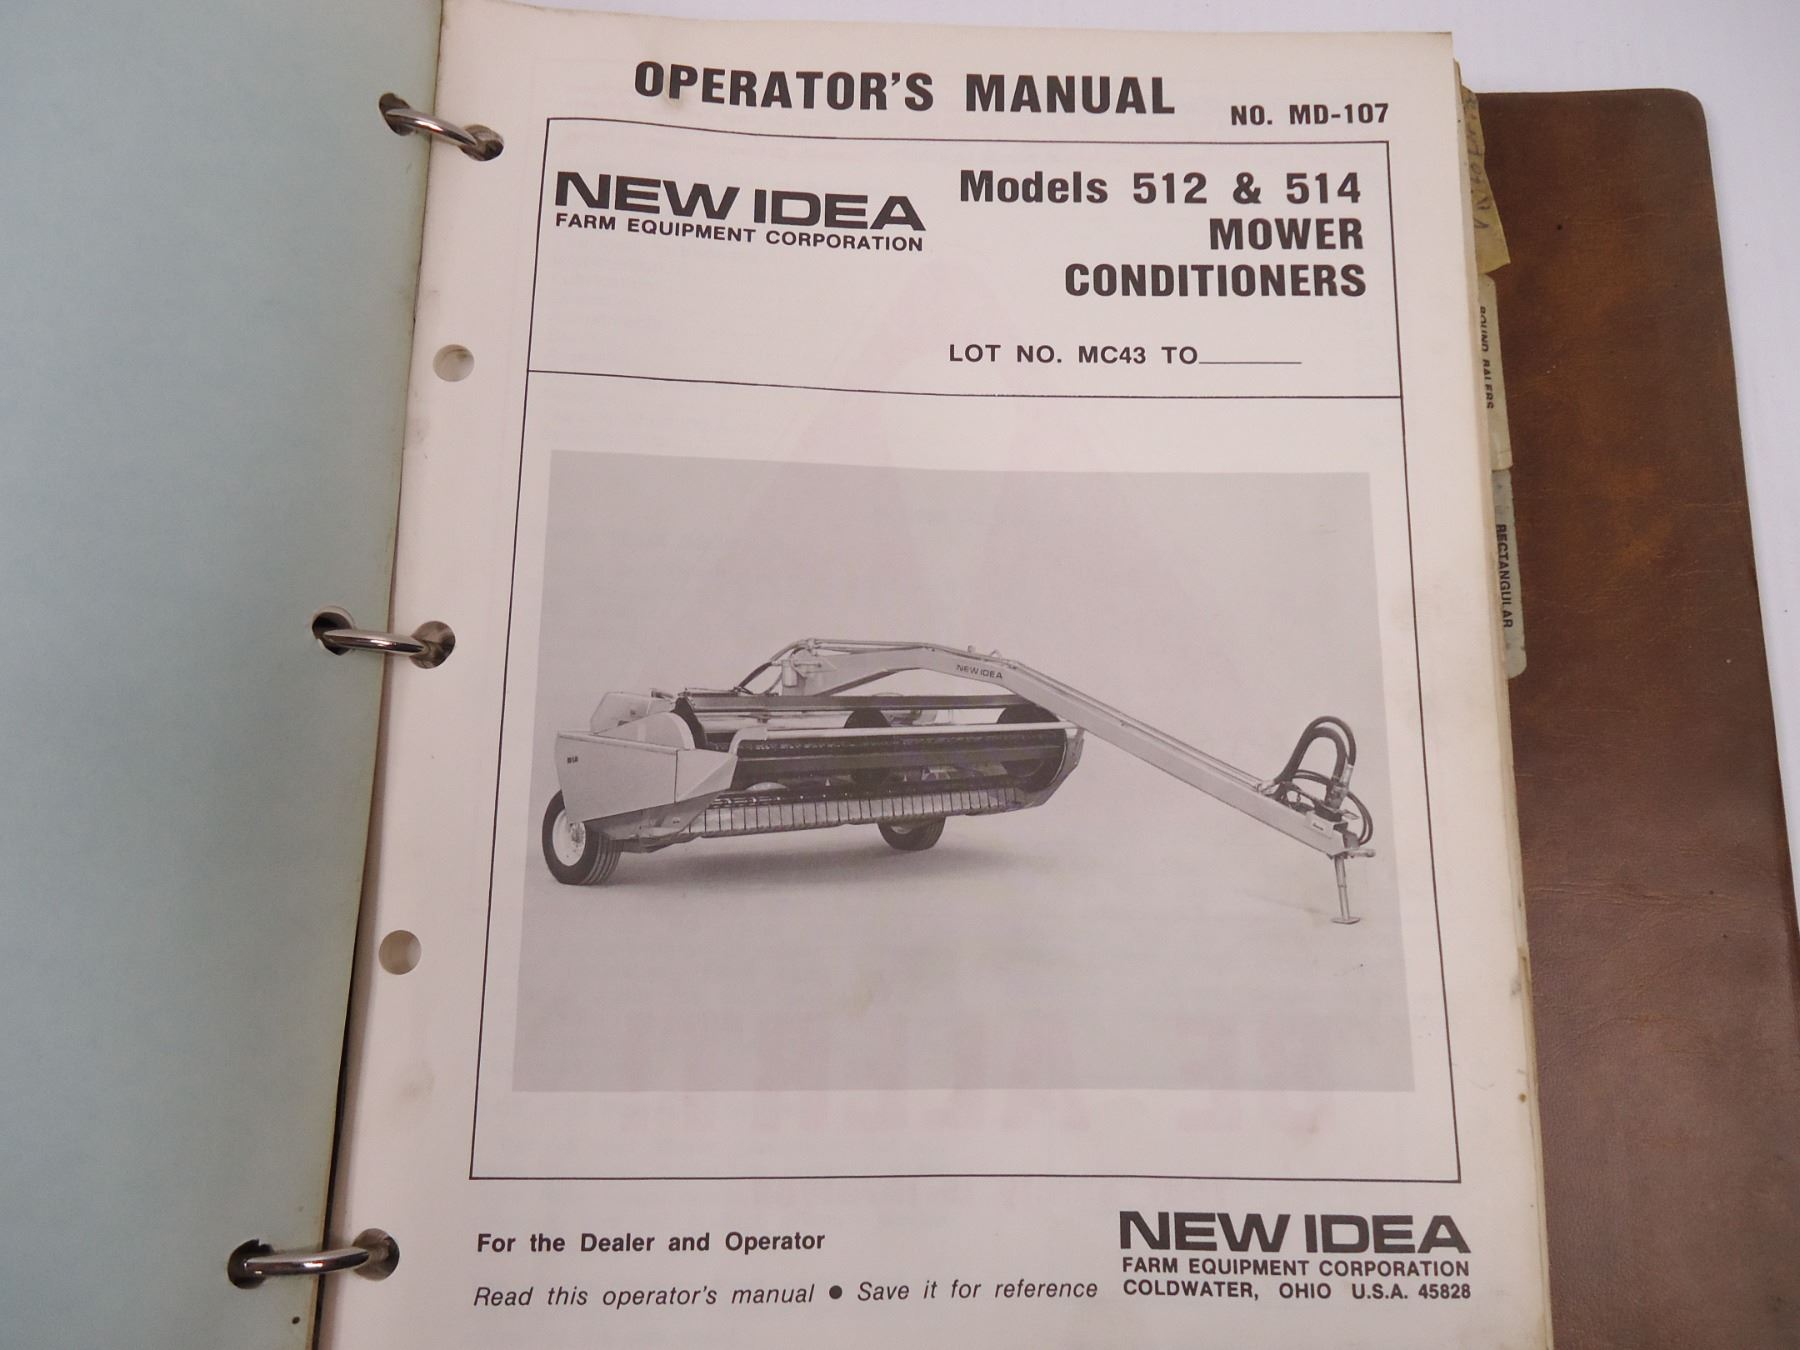 OPERATOR'S MANUAL NO. MD-107
NEW IDEA
FARM EQUIPMENT CORPORATION
Models 512 & 514
MOWER
CONDITIONERS
LOT NO. MC43 TO
NEW IDEA
For the Dealer and Operator
Read this operator's manual ● Save it for reference
NEW IDEA
FARM EQUIPMENT CORPORATION
COLDWATER, OHIO U.S.A. 45828
ROUND BALERS
RECTANGULAR